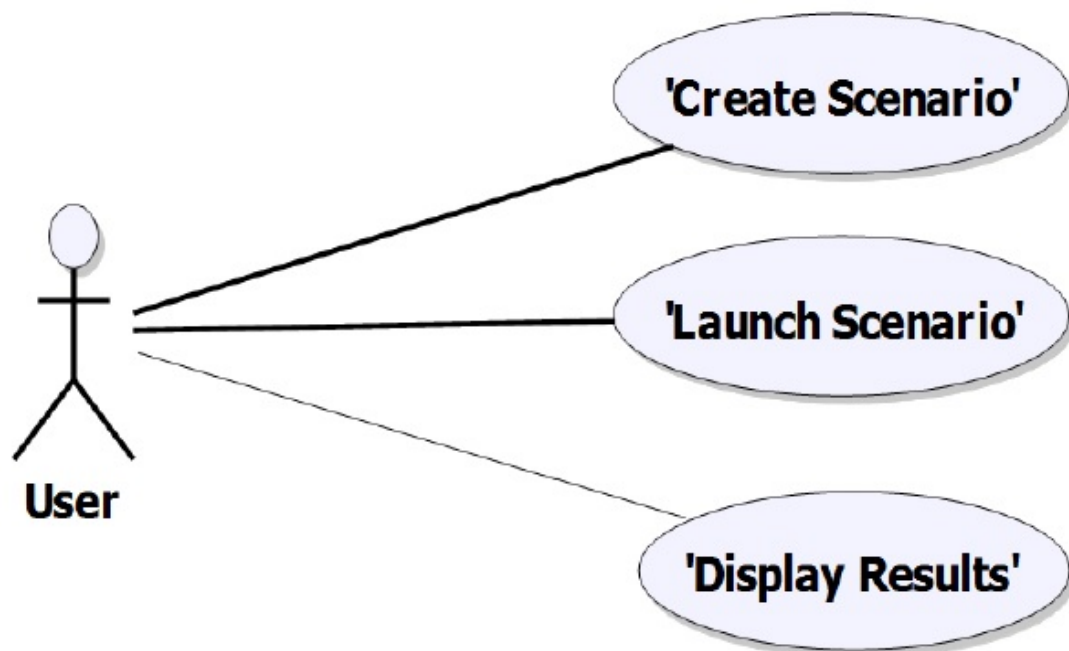 'Create Scenario'
'Launch Scenario'
User
'Display Results'